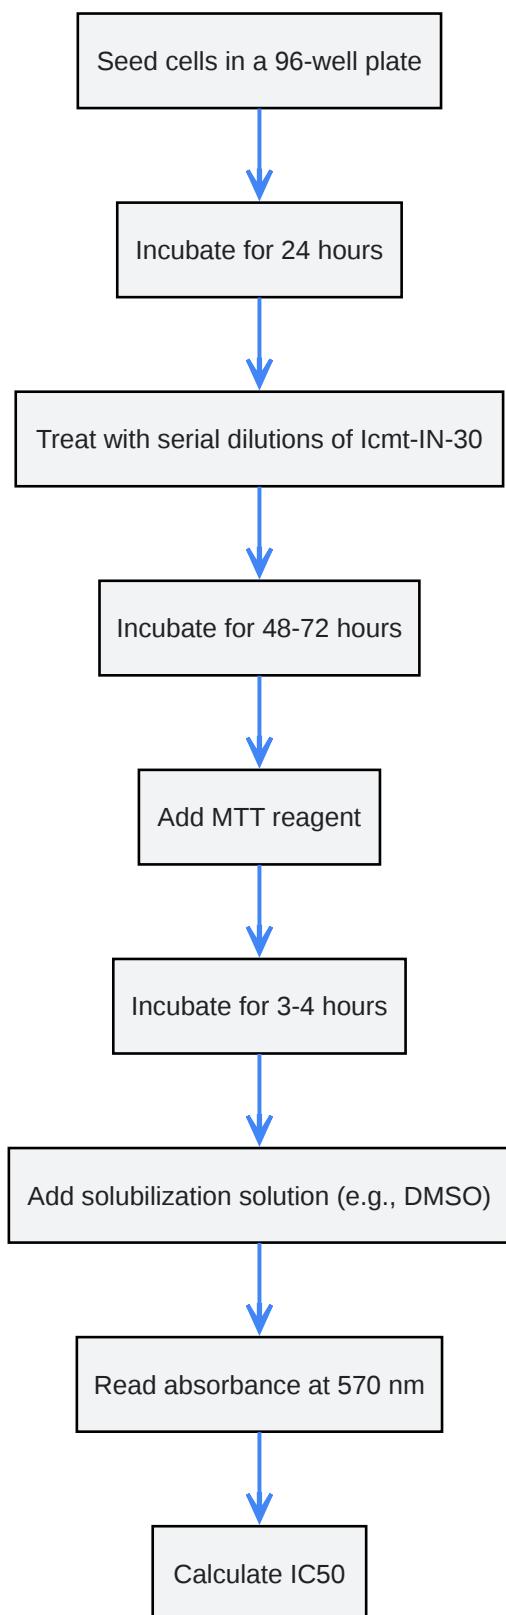 Seed cells in a 96-well plate
Incubate for 24 hours
Treat with serial dilutions of Icmt-IN-30
Incubate for 48-72 hours
Add MTT reagent
Incubate for 3-4 hours
Add solubilization solution (e.g., DMSO)
Read absorbance at 570 nm
Calculate IC50